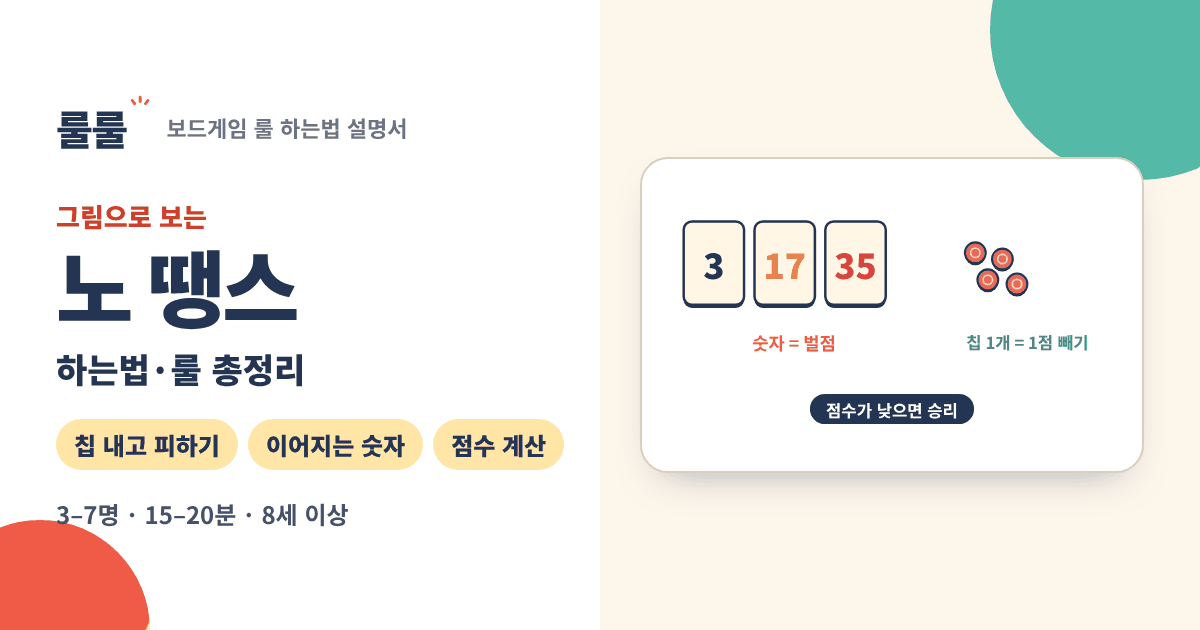 룰룰 보드게임 룰 하는법 설명서
그림으로 보는
노 땡스
하는법·룰 총정리
칩 내고 피하기 이어지는 숫자 점수 계산
3–7명 · 15–20분 · 8세 이상
3 17 35
숫자 = 벌점 칩 1개 = 1점 빼기
점수가 낮으면 승리